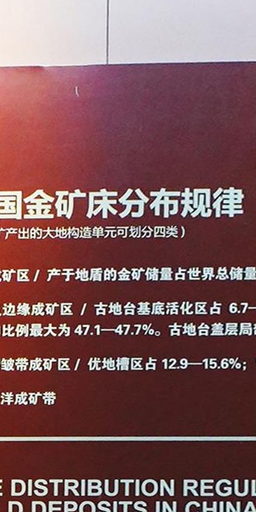 国金矿床分布规律
矿产出的大地构造单元可划分四类）
矿区 / 产于地盾的金矿储量占世界总储量
边缘成矿区 / 古地台基底活化区占 6.7—
比例最大为 47.1—47.7%。古地台盖层局部
皱带成矿区 / 优地槽区占 12.9—15.6%；
洋成矿带
E DISTRIBUTION REGUL
LD DEPOSITS IN CHINA